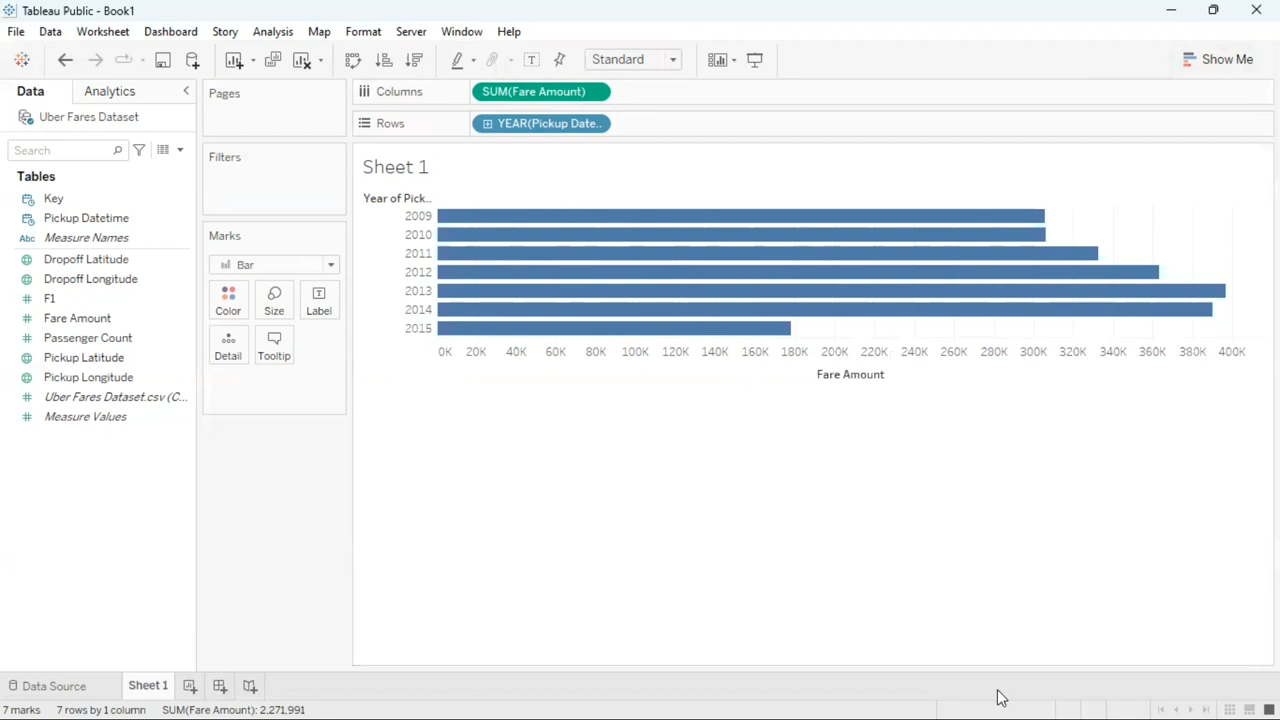 Tableau Public - Book1
File Data Worksheet Dashboard Story Analysis Map Format Server Window Help
Standard
Show Me
Data Analytics
Uber Fares Dataset
Search
Tables
Key
Pickup Datetime
Abc Measure Names
Dropoff Latitude
Dropoff Longitude
F1
Fare Amount
Passenger Count
Pickup Latitude
Pickup Longitude
Uber Fares Dataset.csv (C...
Measure Values
Pages
Filters
Marks
Bar
Color Size Label
Detail Tooltip
Columns SUM(Fare Amount)
Rows YEAR(Pickup Date..
Sheet 1
Year of Pick..
2009
2010
2011
2012
2013
2014
2015
0K 20K 40K 60K 80K 100K 120K 140K 160K 180K 200K 220K 240K 260K 280K 300K 320K 340K 360K 380K 400K
Fare Amount
Data Source Sheet 1
7 marks 7 rows by 1 column SUM(Fare Amount): 2,271,991